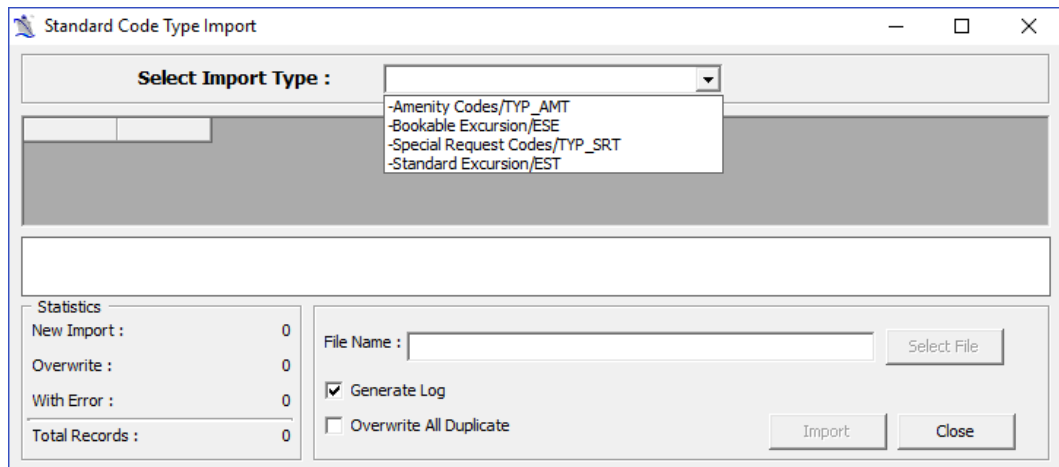 Standard Code Type Import
Select Import Type :
-Amenity Codes/TYP_AMT
-Bookable Excursion/ESE
-Special Request Codes/TYP_SRT
-Standard Excursion/EST
Statistics
New Import : 0
Overwrite : 0
With Error : 0
Total Records : 0
File Name :
Select File
Generate Log
Overwrite All Duplicate
Import
Close